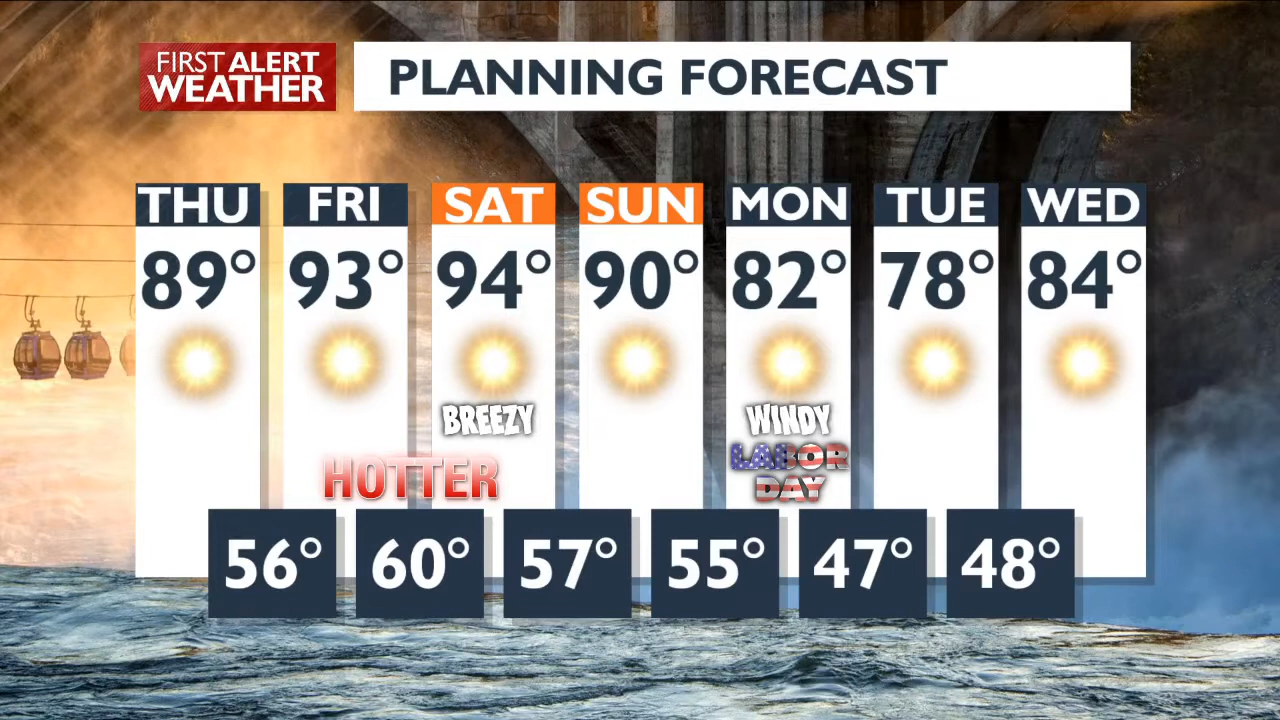 FIRST ALERT
WEATHER
PLANNING FORECAST
THU FRI SAT SUN MON TUE WED
89° 93° 94° 90° 82° 78° 84°
BREEZY WINDY
HOTTER LABOR
DAY
56° 60° 57° 55° 47° 48°